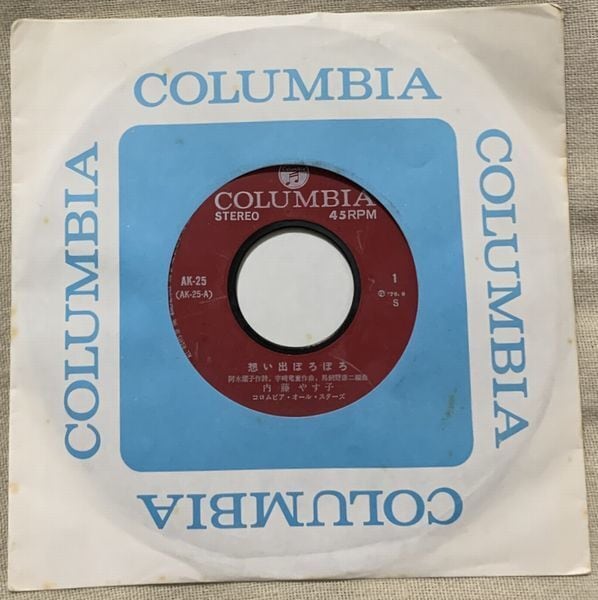 COLUMBIA
COLUMBIA
COLUMBIA
COLUMBIA
COLUMBIA
STEREO 45RPM
AK-25 1
(AK-25-A)
S
想い出ぼろぼろ
阿木燿子作詩、宇崎竜童作曲、馬飼野康二編曲
内藤やす子
コロムビア・オール・スターズ